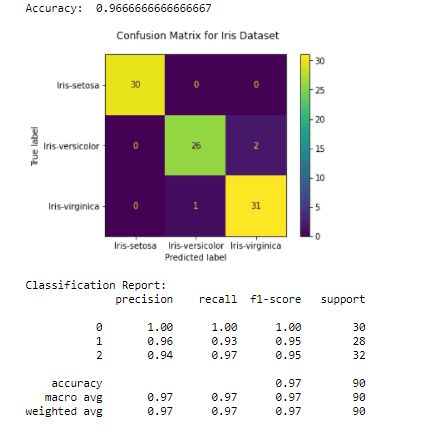 Accuracy:  0.9666666666666667
Confusion Matrix for Iris Dataset
True label
Iris-setosa 30 0 0
Iris-versicolor 0 26 2
Iris-virginica 0 1 31
Iris-setosa Iris-versicolor Iris-virginica
Predicted label
30
25
20
15
10
5
0
Classification Report:
precision recall f1-score support
0 1.00 1.00 1.00 30
1 0.96 0.93 0.95 28
2 0.94 0.97 0.95 32
accuracy 0.97 90
macro avg 0.97 0.97 0.97 90
weighted avg 0.97 0.97 0.97 90